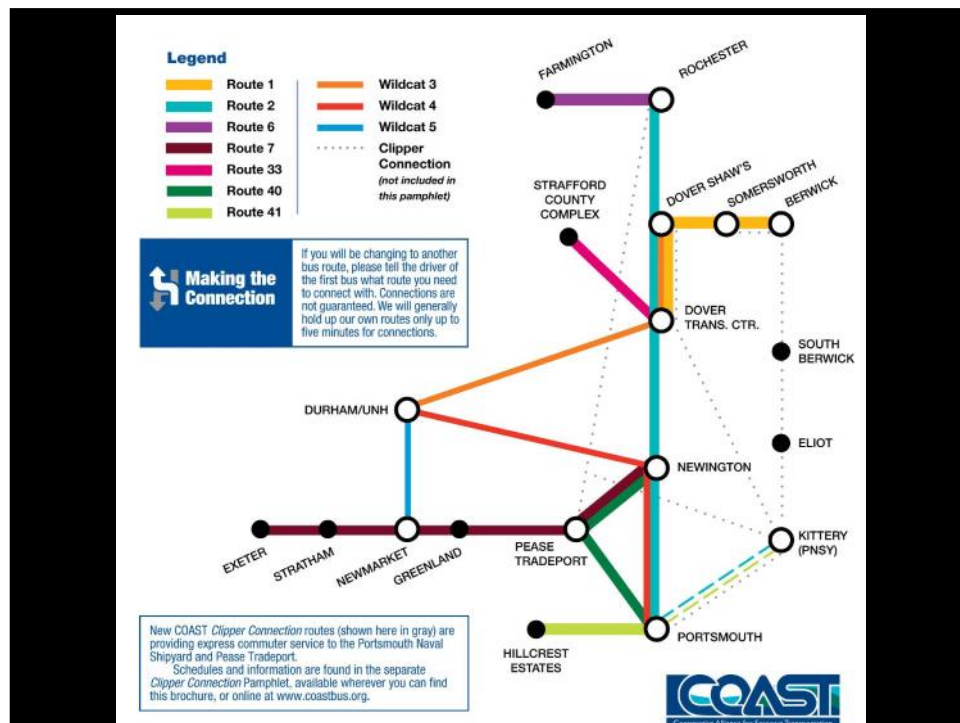 Legend
Route 1
Route 2
Route 6
Route 7
Route 33
Route 40
Route 41
Wildcat 3
Wildcat 4
Wildcat 5
Clipper
Connection
(not included in
this pamphlet)
FARMINGTON
ROCHESTER
STRAFFORD
COUNTY
COMPLEX
DOVER SHAW'S
SOMERSWORTH
BERWICK
Making the
Connection
If you will be changing to another
bus route, please tell the driver of
the first bus what route you need
to connect with. Connections are
not guaranteed. We will generally
hold up our own routes only up to
five minutes for connections.
DOVER
TRANS. CTR.
SOUTH
BERWICK
DURHAM/UNH
ELIOT
NEWINGTON
EXETER
STRATHAM
NEWMARKET
GREENLAND
PEASE
TRADEPORT
KITTERY
(PNSY)
HILLCREST
ESTATES
PORTSMOUTH
New COAST Clipper Connection routes (shown here in gray) are
providing express commuter service to the Portsmouth Naval
Shipyard and Pease Tradeport.
Schedules and information are found in the separate
Clipper Connection Pamphlet, available wherever you can find
this brochure, or online at www.coastbus.org.
COAST